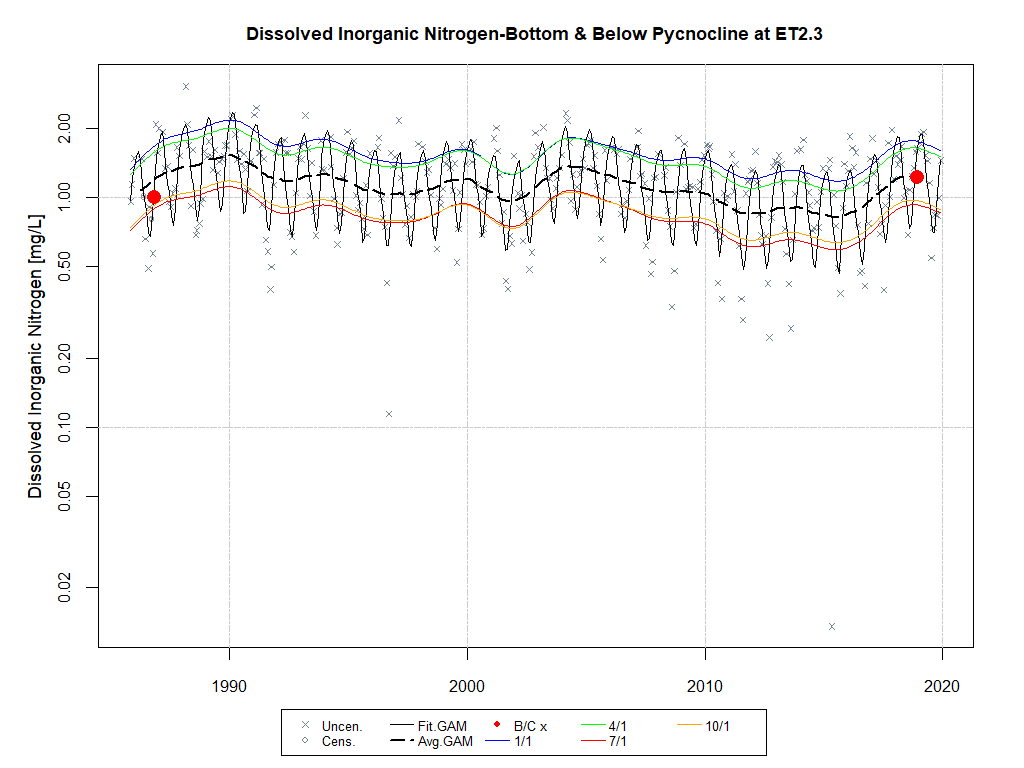 Dissolved Inorganic Nitrogen-Bottom & Below Pycnocline at ET2.3
Dissolved Inorganic Nitrogen [mg/L]
2.00
1.00
0.50
0.20
0.10
0.05
0.02
1990 2000 2010 2020
Uncen. Fit.GAM B/C x 4/1 10/1
Cens. Avg.GAM 1/1 7/1